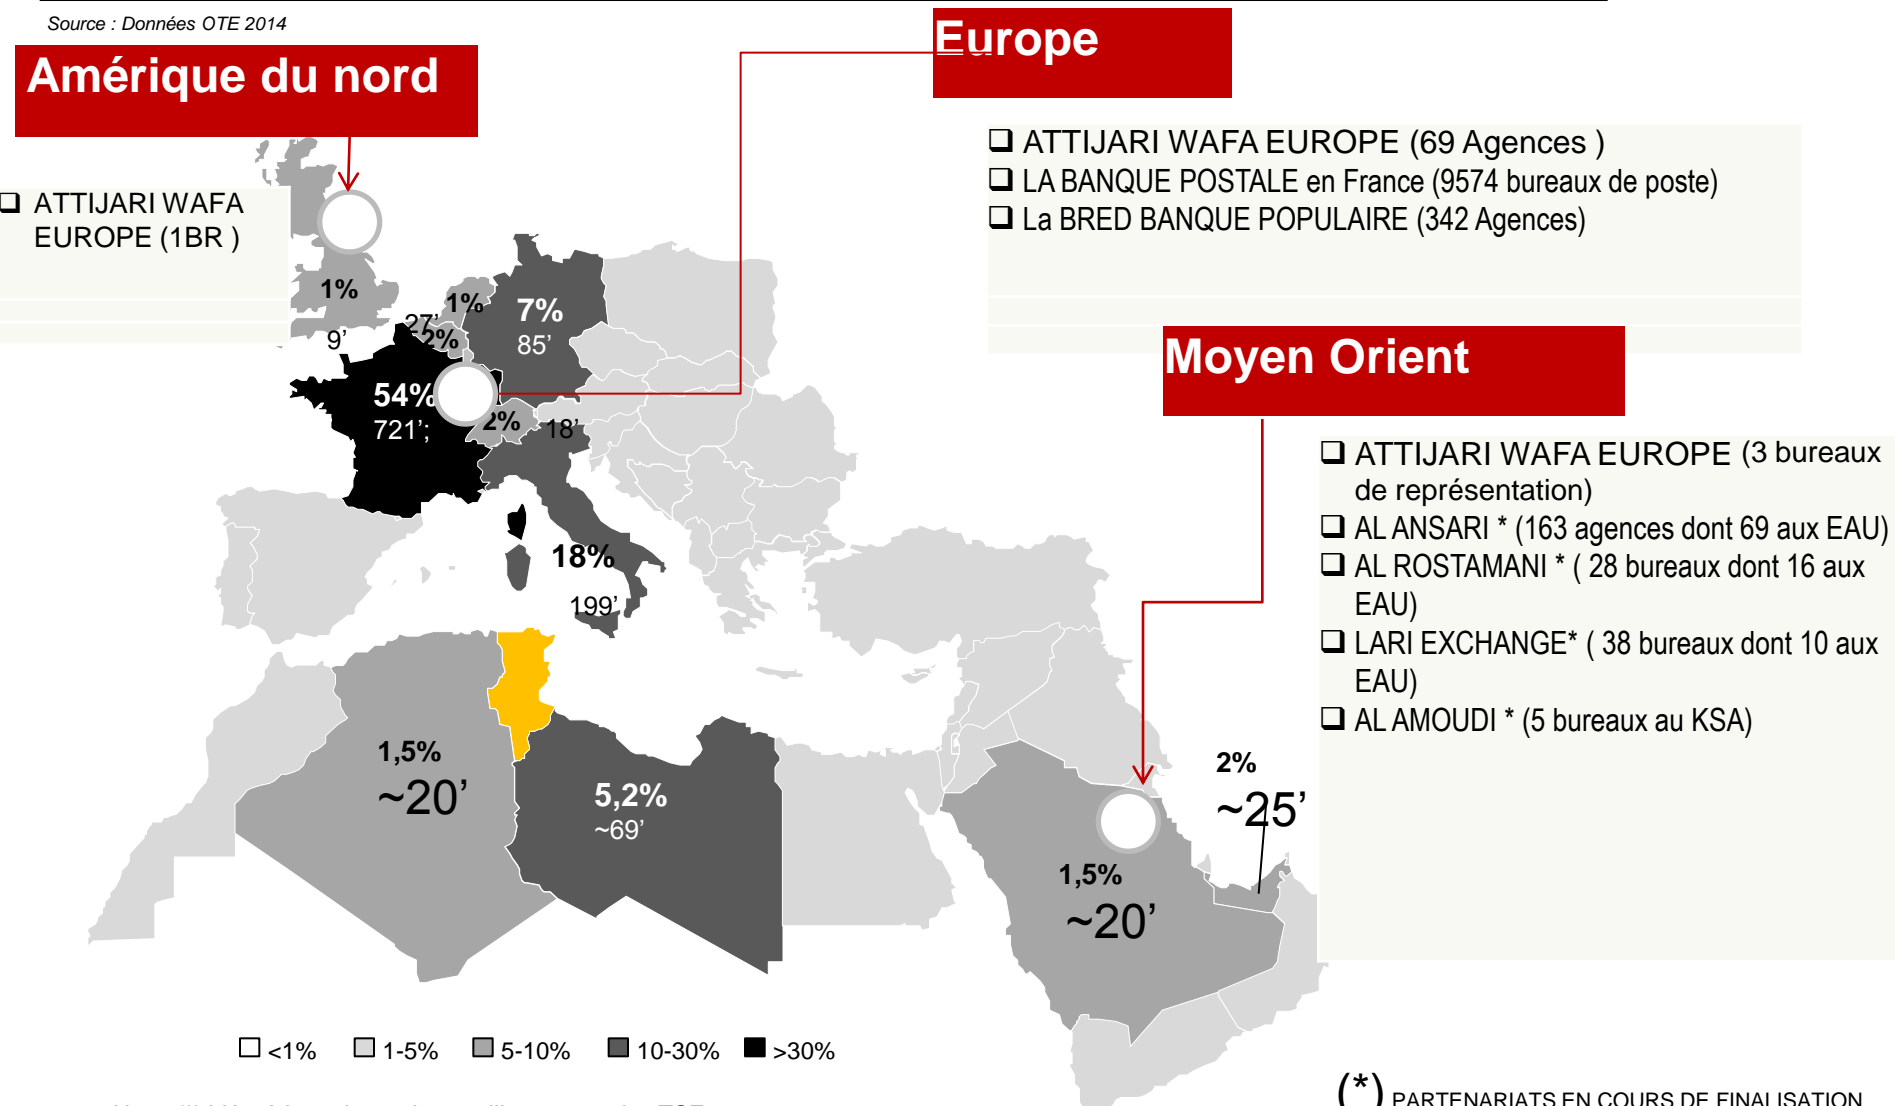 Source : Données OTE 2014
Amérique du nord
Europe
❑ ATTIJARI WAFA
EUROPE (1BR )
❑ ATTIJARI WAFA EUROPE (69 Agences )
❑ LA BANQUE POSTALE en France (9574 bureaux de poste)
❑ La BRED BANQUE POPULAIRE (342 Agences)
Moyen Orient
❑ ATTIJARI WAFA EUROPE (3 bureaux
de représentation)
❑ AL ANSARI * (163 agences dont 69 aux EAU)
❑ AL ROSTAMANI * ( 28 bureaux dont 16 aux
EAU)
❑ LARI EXCHANGE* ( 38 bureaux dont 10 aux
EAU)
❑ AL AMOUDI * (5 bureaux au KSA)
1%
9’
1%
27’
2%
7%
85’
54%
721’;
2%
18’
18%
199’
1,5%
~20’
5,2%
~69’
2%
~25’
1,5%
~20’
<1%
1-5%
5-10%
10-30%
>30%
(*) PARTENARIATS EN COURS DE FINALISATION